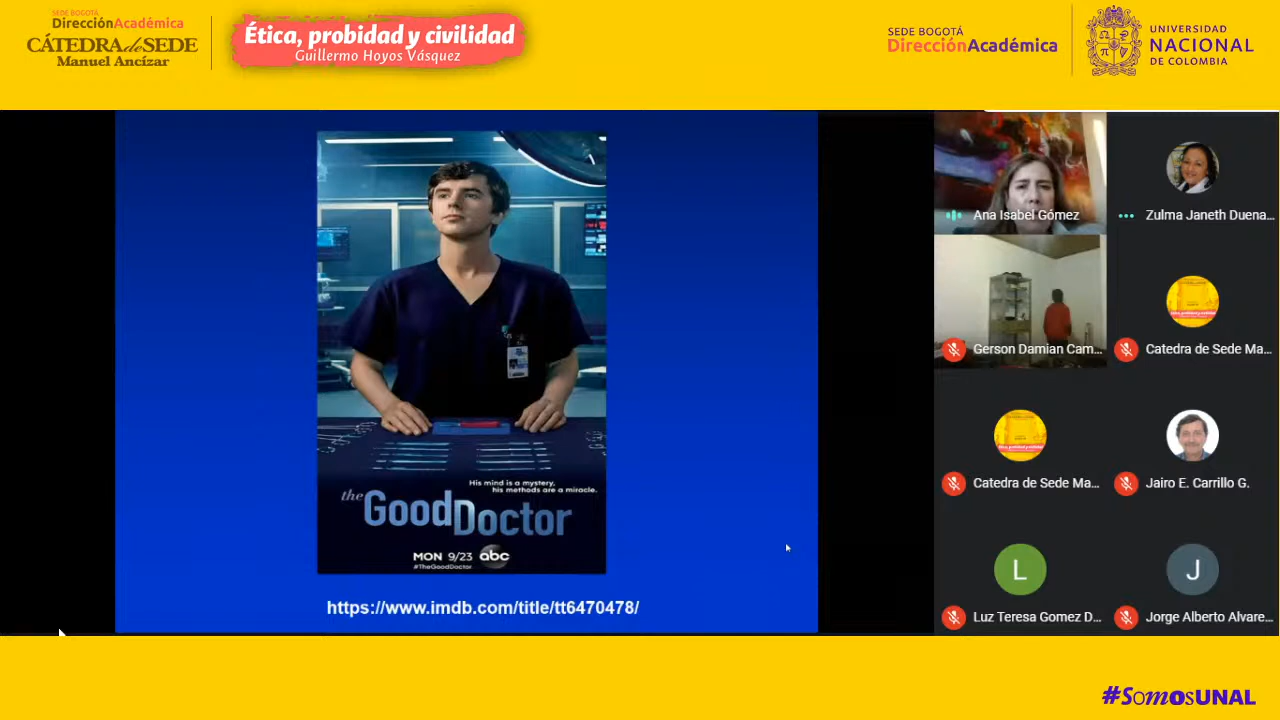 SEDE BOGOTÁ
DirecciónAcadémica
CÁTEDRA de SEDE
Manuel Ancízar
Ética, probidad y civilidad
Guillermo Hoyos Vásquez
SEDE BOGOTÁ
DirecciónAcadémica
UNIVERSIDAD
NACIONAL
DE COLOMBIA
His mind is a mystery,
his methods are a miracle.
the GoodDoctor
MON 9/23 abc
#TheGoodDoctor
https://www.imdb.com/title/tt6470478/
Ana Isabel Gómez
Zulma Janeth Duena...
Gerson Damian Cam...
Catedra de Sede Ma...
Catedra de Sede Ma...
Jairo E. Carrillo G.
L
J
Luz Teresa Gomez D...
Jorge Alberto Alvare...
#SomosUNAL